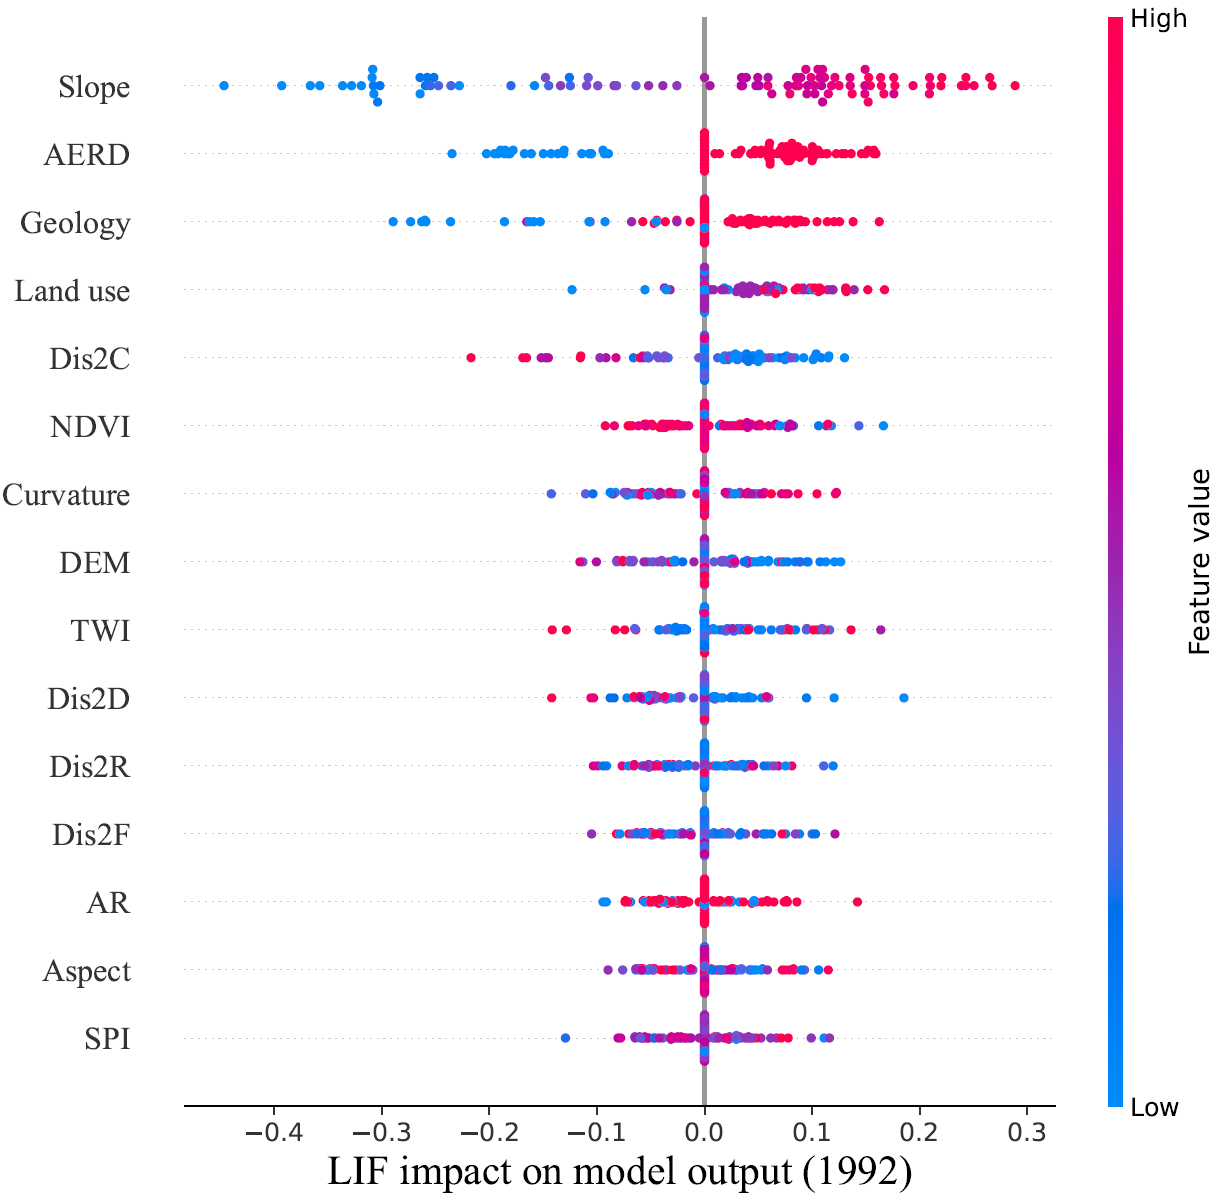 High
Slope
AERD
Geology
Land use
Dis2C
NDVI
Curvature
DEM
TWI
Dis2D
Dis2R
Dis2F
AR
Aspect
SPI
Feature value
Low
−0.4 −0.3 −0.2 −0.1 0.0 0.1 0.2 0.3
LIF impact on model output (1992)